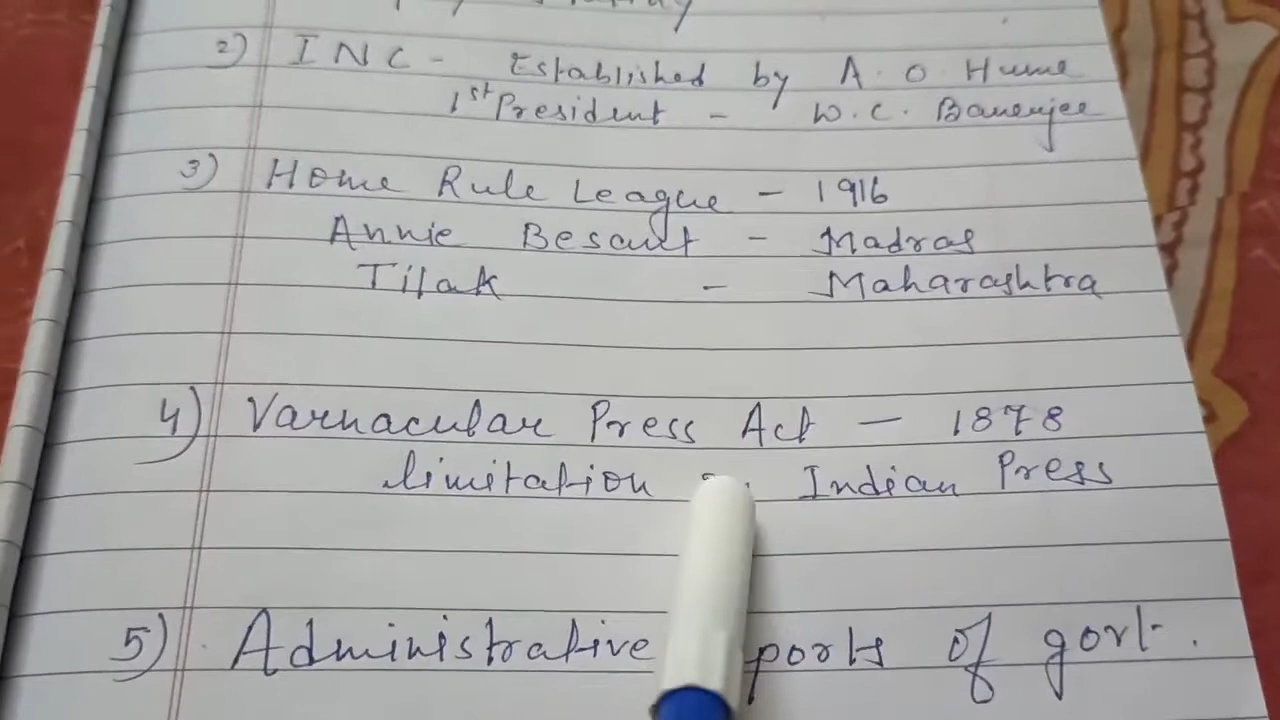 2) INC - Established by A. O Hume
1st President - W. C. Banerjee
3) Home Rule League - 1916
Annie Besant - Madras
Tilak - Maharashtra
4) Varnacular Press Act - 1878
limitation Indian Press
5) Administrative ports of govt.